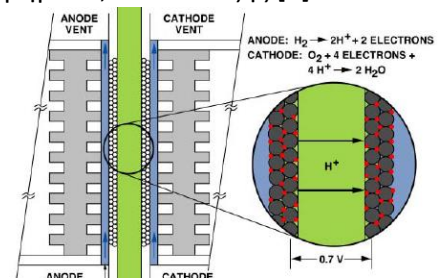 ANODE
VENT
CATHODE
VENT
ANODE: H₂ → 2H⁺ + 2 ELECTRONS
CATHODE: O₂ + 4 ELECTRONS +
4 H⁺ → 2 H₂O
H⁺
0.7 V
ANODE
CATHODE